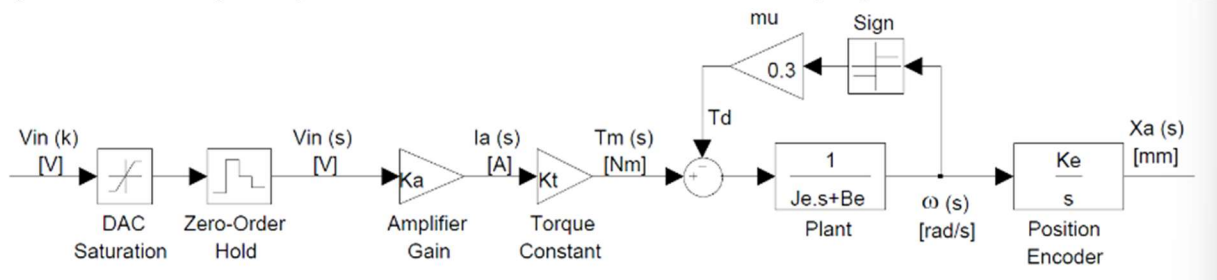 mu
Sign
0.3
Td
Vin (k)
[V]
Vin (s)
[V]
Ia (s)
[A]
Tm (s)
[Nm]
Xa (s)
[mm]
Ka
Kt
+
−
1
Je.s+Be
Ke
s
ω (s)
[rad/s]
DAC
Saturation
Zero-Order
Hold
Amplifier
Gain
Torque
Constant
Plant
Position
Encoder